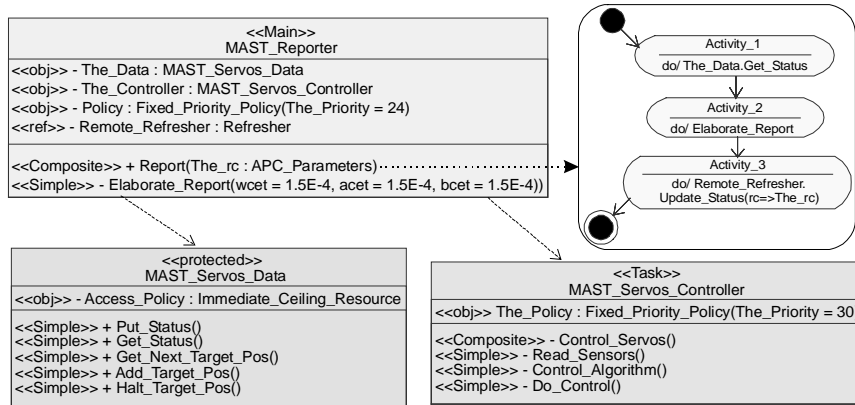 <<Main>>
MAST_Reporter
<<obj>> - The_Data : MAST_Servos_Data
<<obj>> - The_Controller : MAST_Servos_Controller
<<obj>> - Policy : Fixed_Priority_Policy(The_Priority = 24)
<<ref>> - Remote_Refresher : Refresher
<<Composite>> + Report(The_rc : APC_Parameters)
<<Simple>> - Elaborate_Report(wcet = 1.5E-4, acet = 1.5E-4, bcet = 1.5E-4))
Activity_1
do/ The_Data.Get_Status
Activity_2
do/ Elaborate_Report
Activity_3
do/ Remote_Refresher.
Update_Status(rc=>The_rc)
<<protected>>
MAST_Servos_Data
<<obj>> - Access_Policy : Immediate_Ceiling_Resource
<<Simple>> + Put_Status()
<<Simple>> + Get_Status()
<<Simple>> + Get_Next_Target_Pos()
<<Simple>> + Add_Target_Pos()
<<Simple>> + Halt_Target_Pos()
<<Task>>
MAST_Servos_Controller
<<obj>> The_Policy : Fixed_Priority_Policy(The_Priority = 30
<<Composite>> - Control_Servos()
<<Simple>> - Read_Sensors()
<<Simple>> - Control_Algorithm()
<<Simple>> - Do_Control()